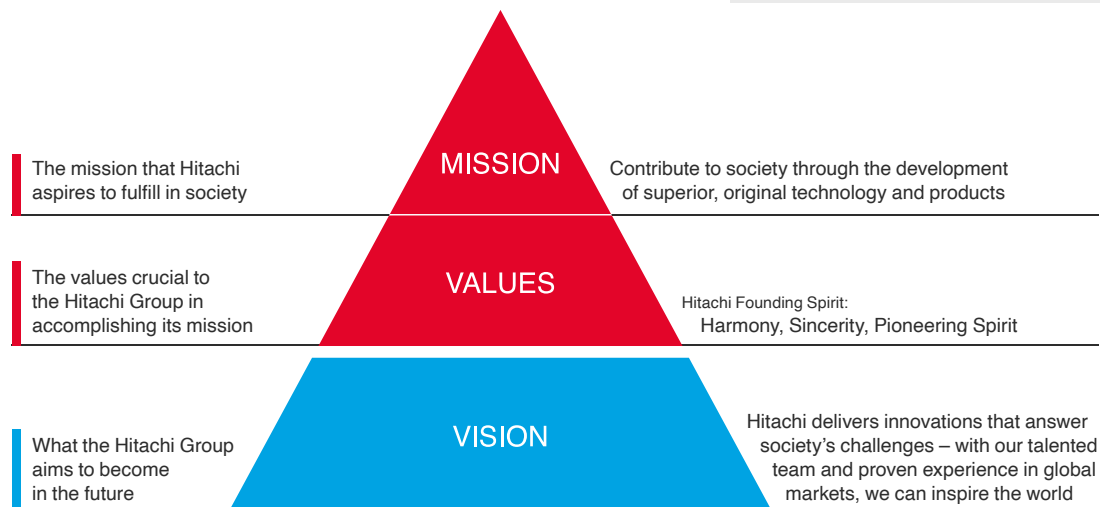 The mission that Hitachi
aspires to fulfill in society
MISSION
Contribute to society through the development
of superior, original technology and products
The values crucial to
the Hitachi Group in
accomplishing its mission
VALUES
Hitachi Founding Spirit:
Harmony, Sincerity, Pioneering Spirit
What the Hitachi Group
aims to become
in the future
VISION
Hitachi delivers innovations that answer
society’s challenges – with our talented
team and proven experience in global
markets, we can inspire the world